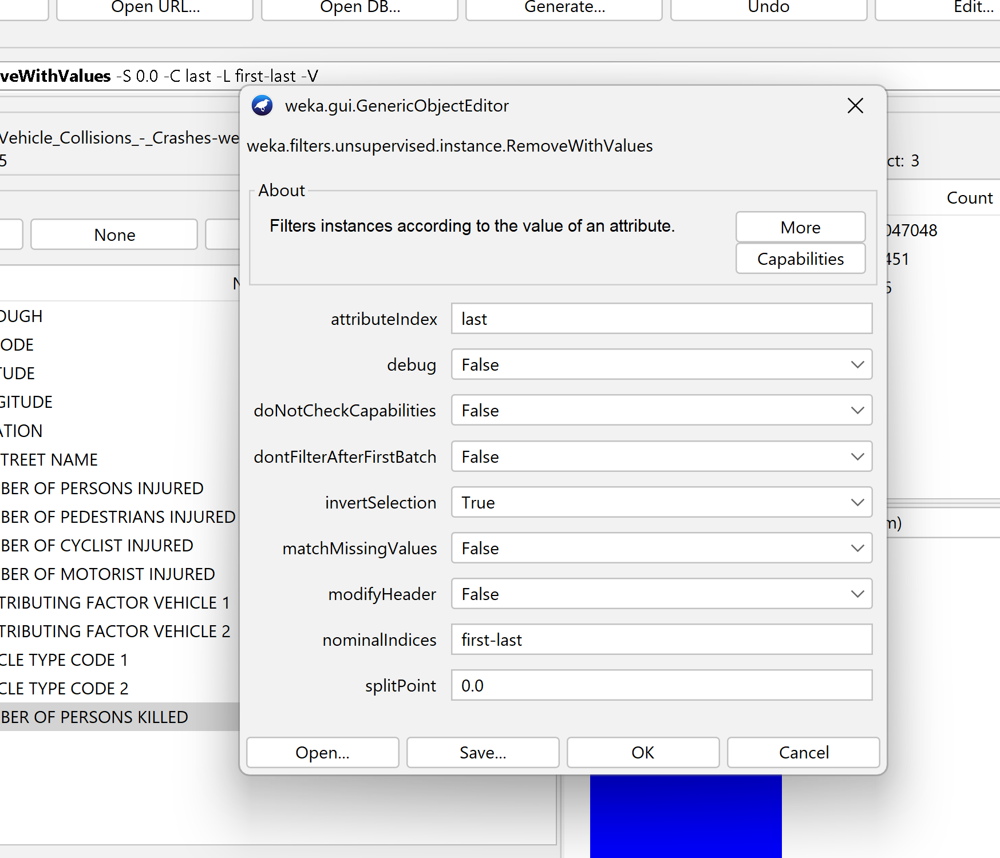 Open URL...
Open DB...
Generate...
Undo
Edit...
veWithValues -S 0.0 -C last -L first-last -V
weka.gui.GenericObjectEditor
Vehicle_Collisions_-_Crashes-we
5
weka.filters.unsupervised.instance.RemoveWithValues
ct: 3
About
Filters instances according to the value of an attribute.
More
Capabilities
None
Count
047048
451
6
N
OUGH
ODE
TUDE
GITUDE
ATION
TREET NAME
BER OF PERSONS INJURED
BER OF PEDESTRIANS INJURED
BER OF CYCLIST INJURED
BER OF MOTORIST INJURED
TRIBUTING FACTOR VEHICLE 1
TRIBUTING FACTOR VEHICLE 2
CLE TYPE CODE 1
CLE TYPE CODE 2
BER OF PERSONS KILLED
attributeIndex last
debug False
doNotCheckCapabilities False
dontFilterAfterFirstBatch False
invertSelection True
matchMissingValues False
modifyHeader False
nominalIndices first-last
splitPoint 0.0
m)
Open...
Save...
OK
Cancel